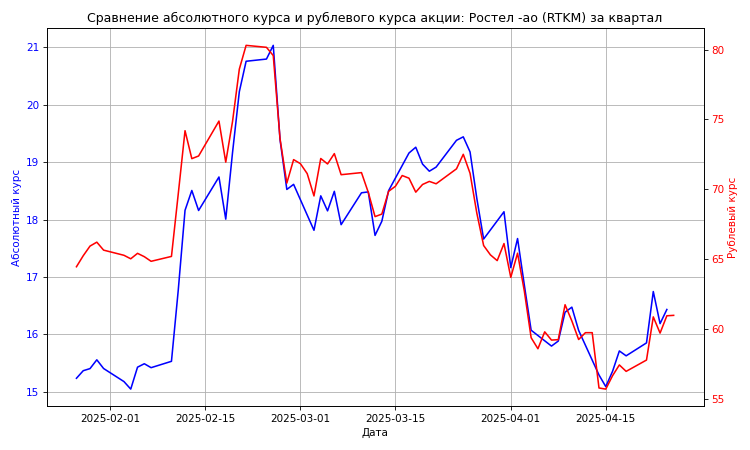 Сравнение абсолютного курса и рублевого курса акции: Ростел -ао (RTKM) за квартал
21
20
19
18
17
16
15
Абсолютный курс
80
75
70
65
60
55
Рублевый курс
2025-02-01 2025-02-15 2025-03-01 2025-03-15 2025-04-01 2025-04-15
Дата